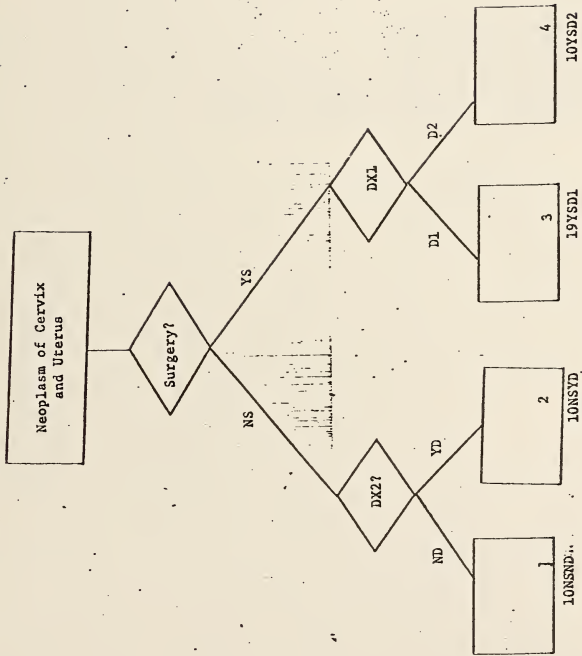 Neoplasm of Cervix
and Uterus
Surgery?
NS
YS
DX2?
DX1
ND
YD
D1
D2
1
2
3
4
10NSND
10NSYD
19YSD1
10YSD2